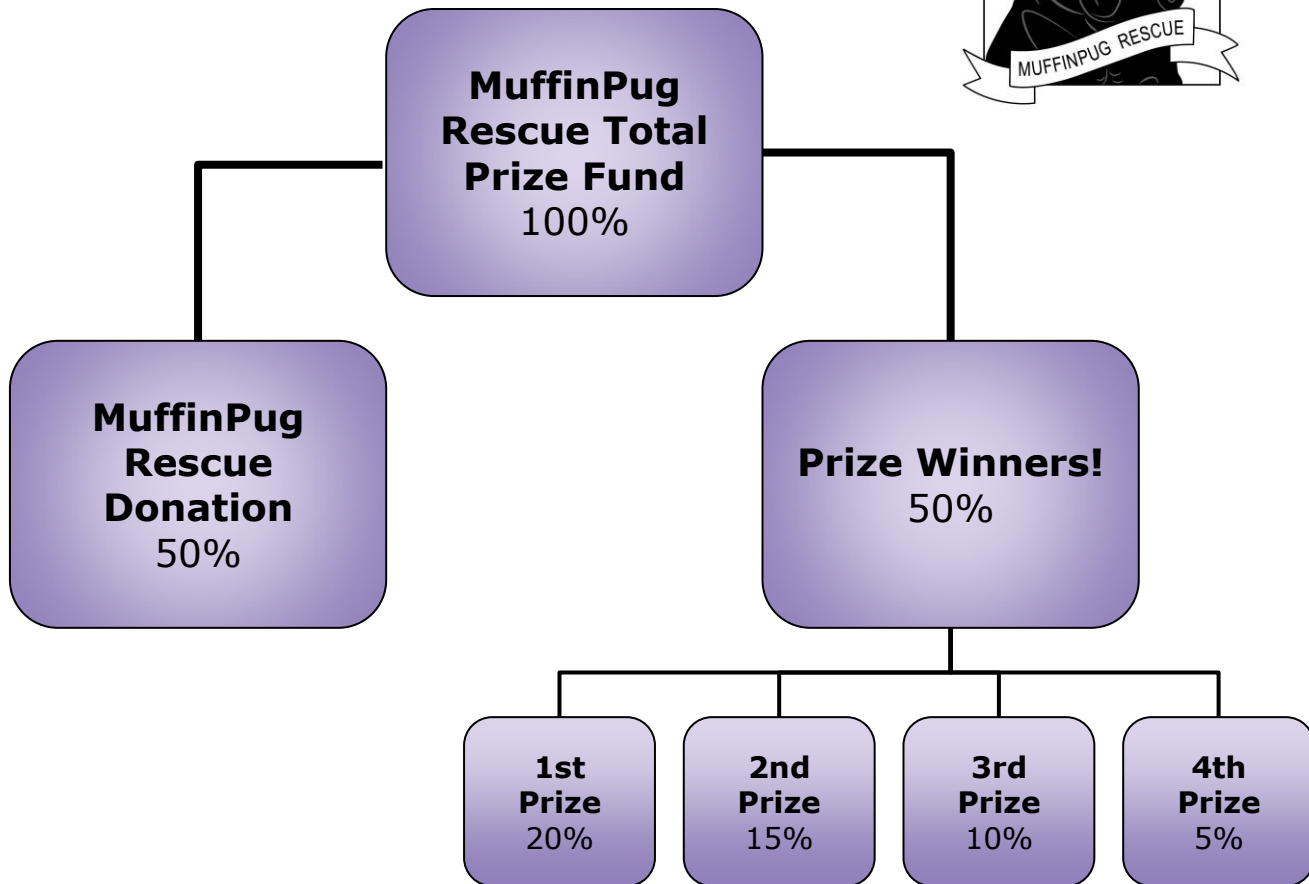 MUFFINPUG RESCUE
MuffinPug
Rescue Total
Prize Fund
100%
MuffinPug
Rescue
Donation
50%
Prize Winners!
50%
1st
Prize
20%
2nd
Prize
15%
3rd
Prize
10%
4th
Prize
5%